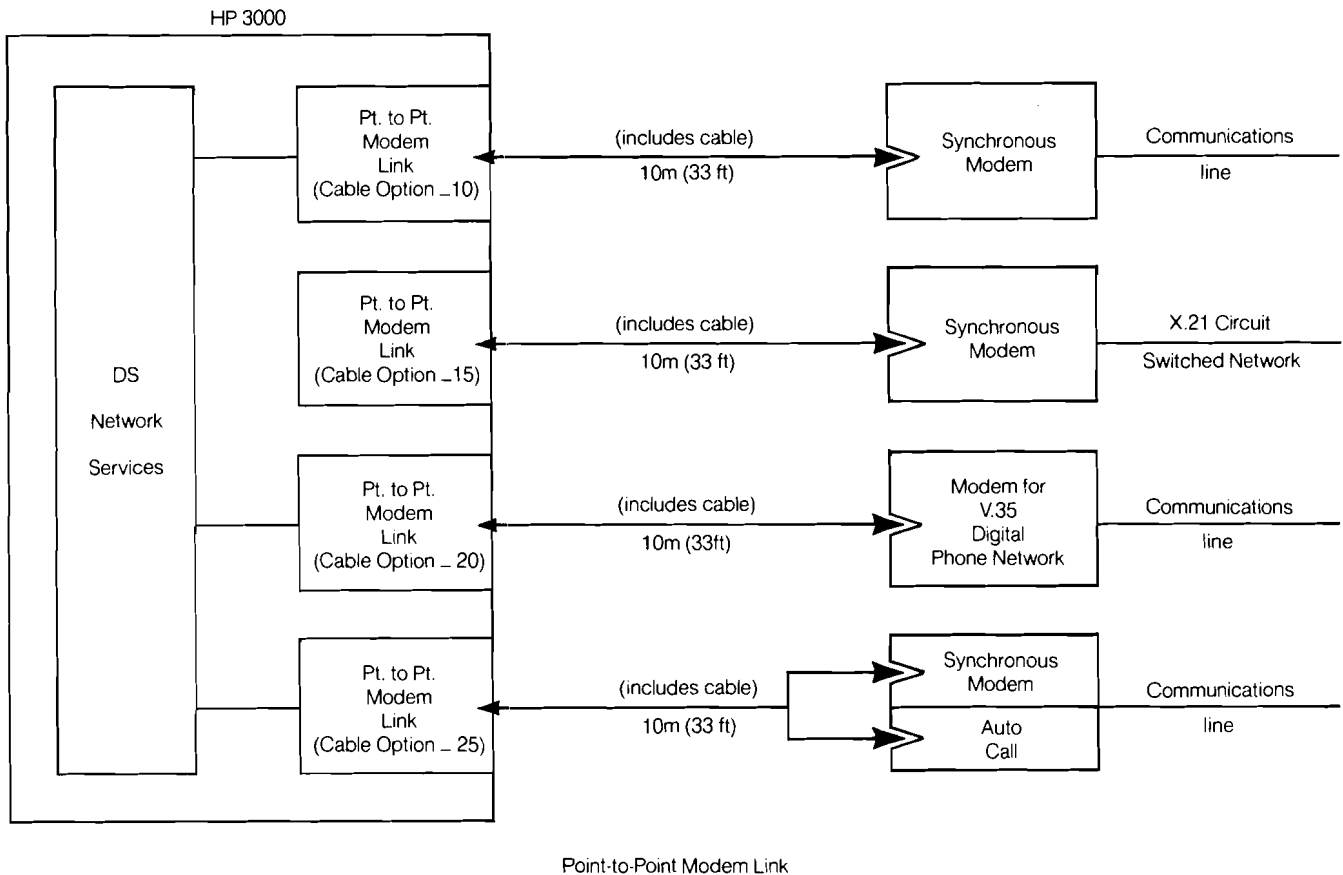 HP 3000
DS
Network
Services
Pt. to Pt.
Modem
Link
(Cable Option _10)
(includes cable)
10m (33 ft)
Synchronous
Modem
Communications
line
Pt. to Pt.
Modem
Link
(Cable Option _15)
(includes cable)
10m (33 ft)
Synchronous
Modem
X.21 Circuit
Switched Network
Pt. to Pt.
Modem
Link
(Cable Option _ 20)
(includes cable)
10m (33ft)
Modem for
V.35
Digital
Phone Network
Communications
line
Pt. to Pt.
Modem
Link
(Cable Option _ 25)
(includes cable)
10m (33 ft)
Synchronous
Modem
Auto
Call
Communications
line
Point-to-Point Modem Link